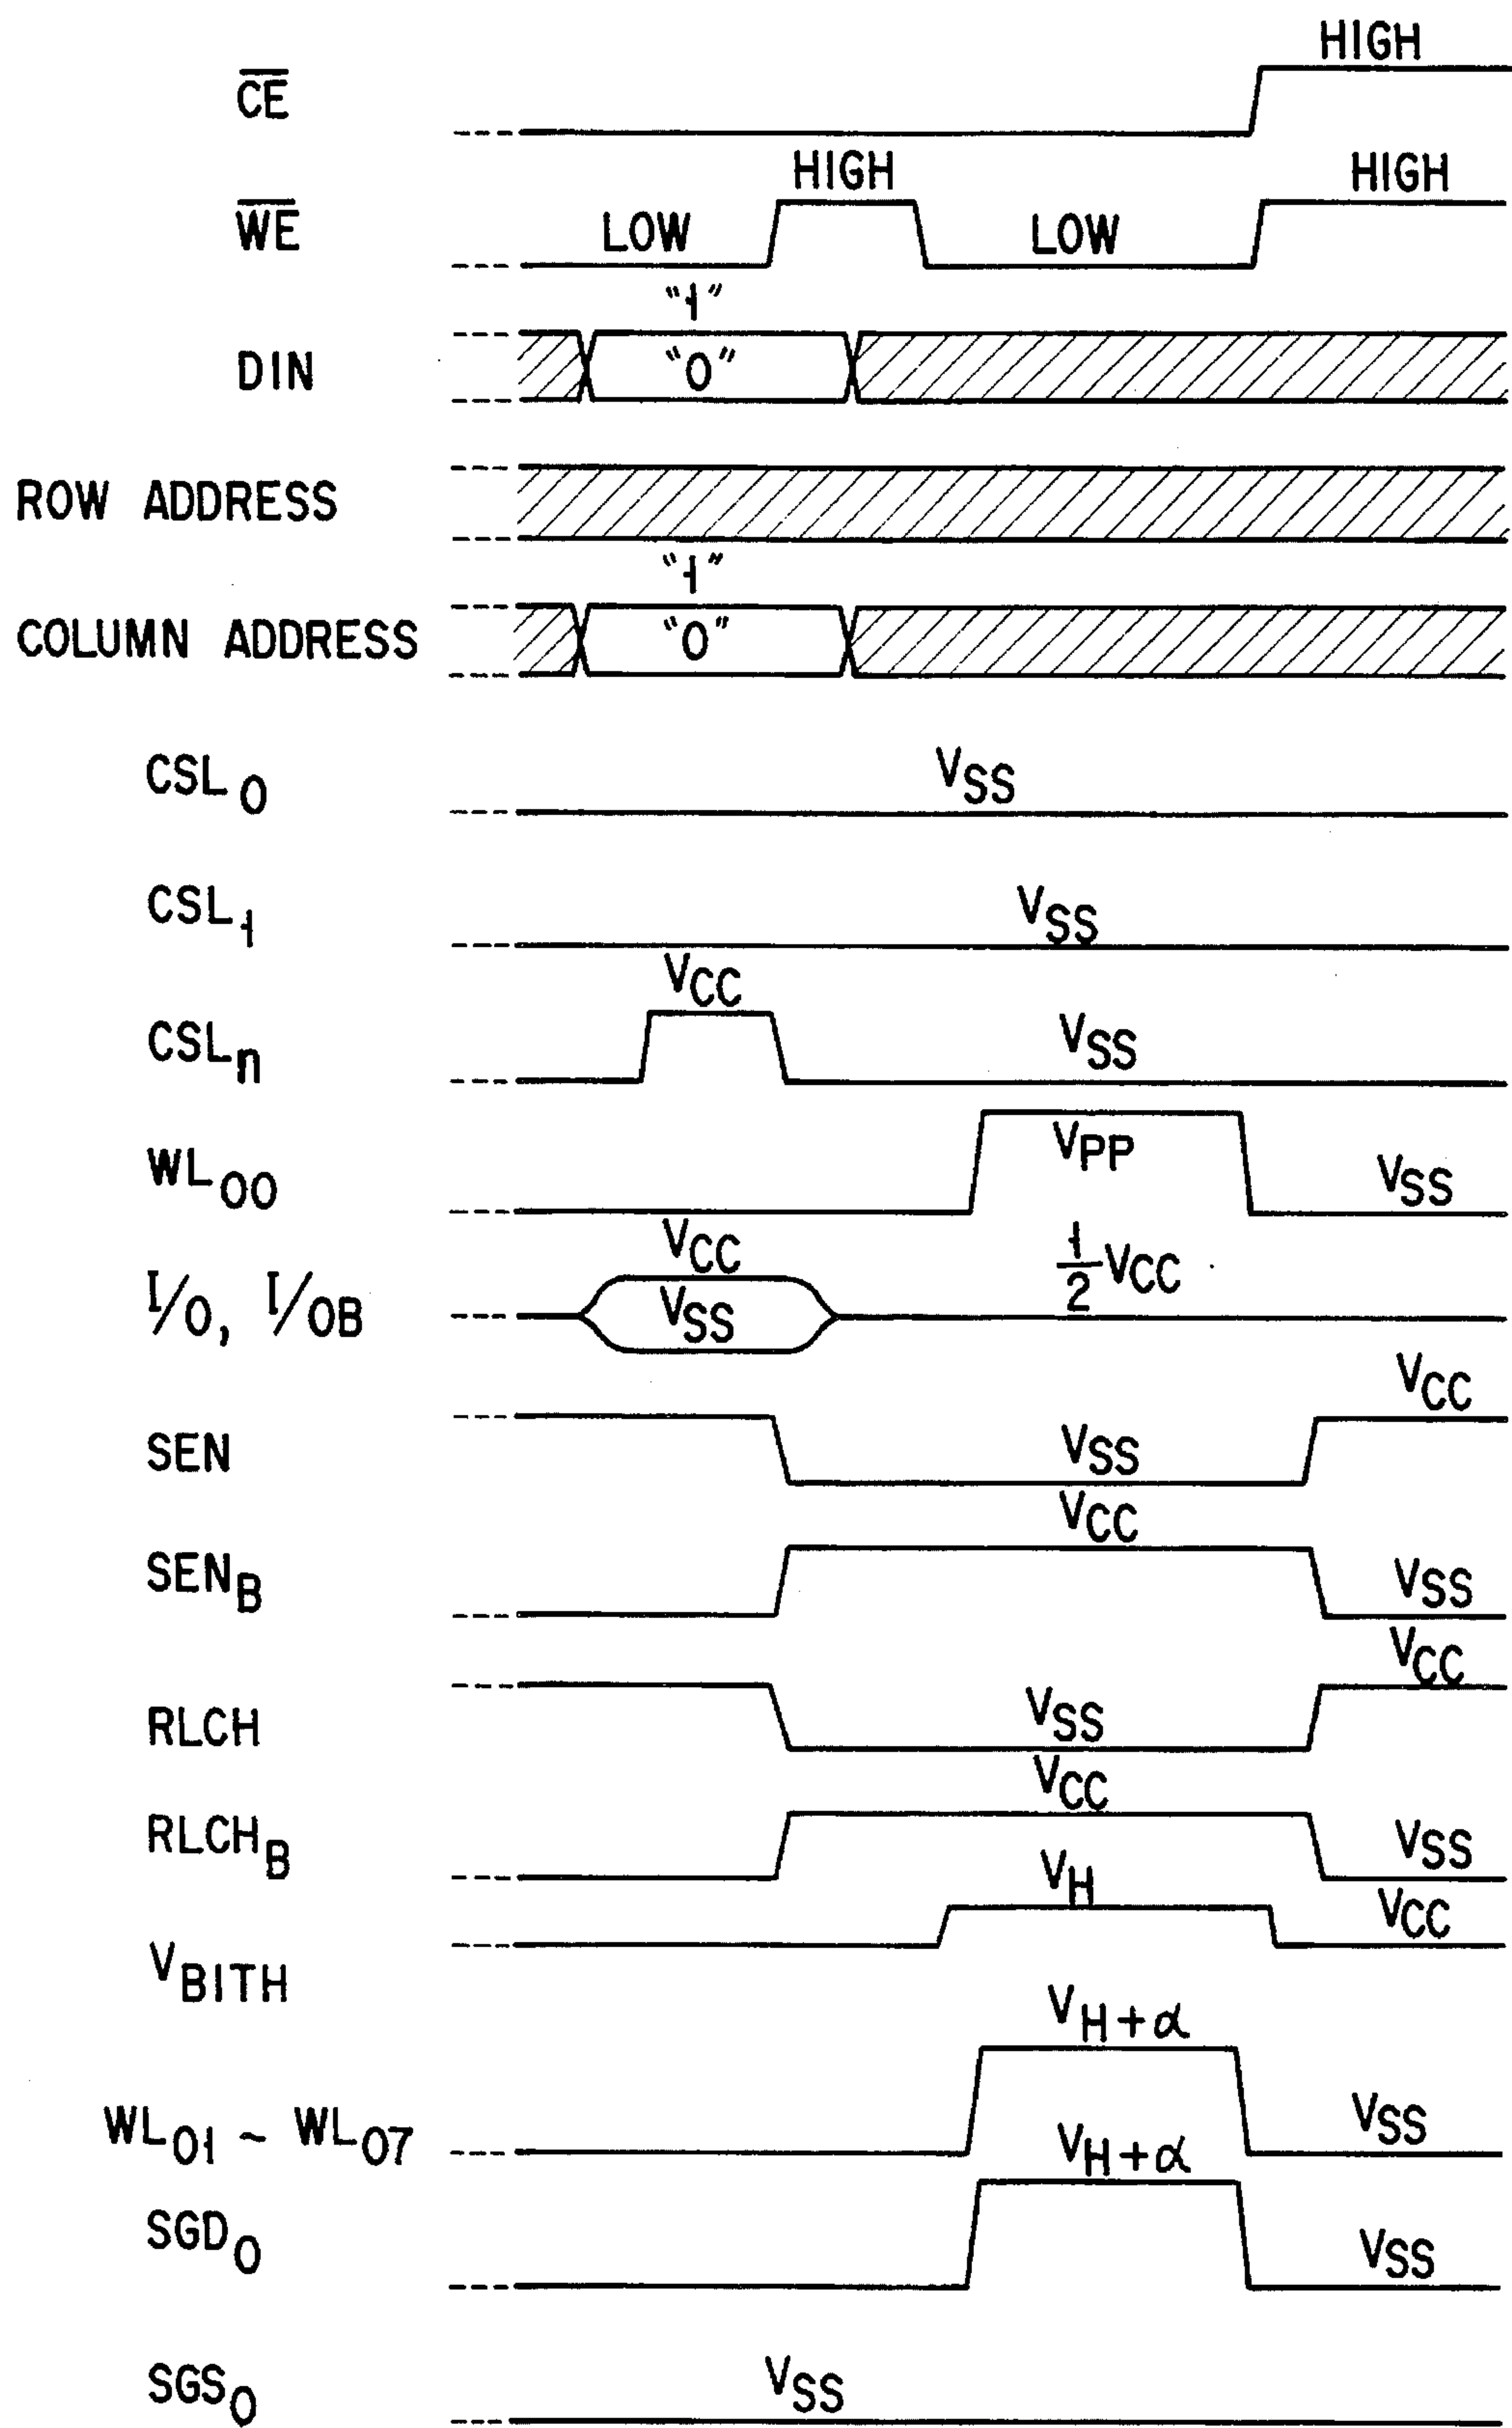 HIGH
CE
HIGH HIGH
WE LOW LOW
"1"
DIN "0"
ROW ADDRESS
"1"
COLUMN ADDRESS "0"
CSL0 VSS
CSL1 VSS
VCC
CSLn VSS
WL00 VPP VSS
VCC 1/2 VCC
I/O, I/OB VSS
VCC
SEN VSS
VCC
SENB VSS
VCC
RLCH VSS
VCC
RLCHB VSS
VH VCC
VBITH
VH+α
WL01 ~ WL07 VSS
VH+α
SGD0 VSS
SGS0 VSS